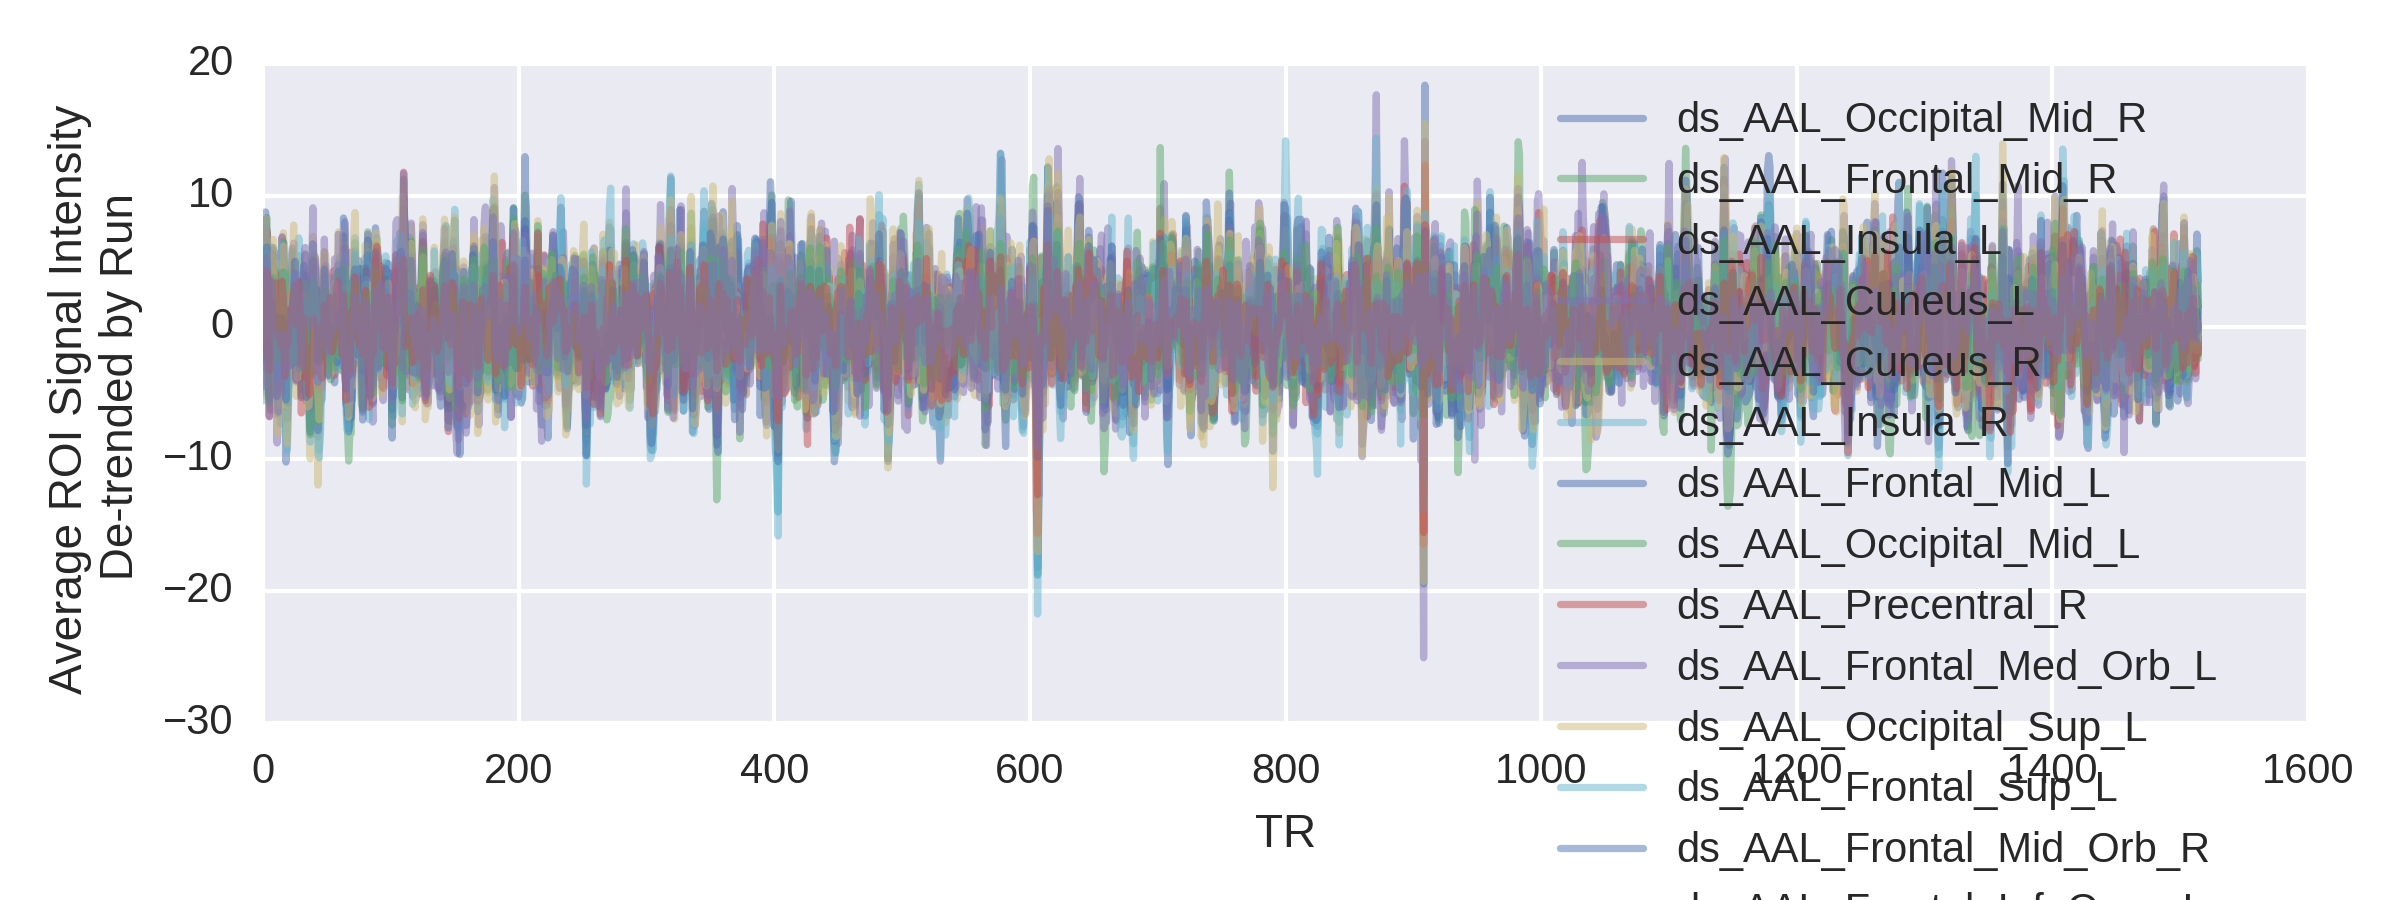 Average ROI Signal Intensity
De-trended by Run
20
10
0
−10
−20
−30
0 200 400 600 800 1000 1200 1400 1600
TR
ds_AAL_Occipital_Mid_R
ds_AAL_Frontal_Mid_R
ds_AAL_Insula_L
ds_AAL_Cuneus_L
ds_AAL_Cuneus_R
ds_AAL_Insula_R
ds_AAL_Frontal_Mid_L
ds_AAL_Occipital_Mid_L
ds_AAL_Precentral_R
ds_AAL_Frontal_Med_Orb_L
ds_AAL_Occipital_Sup_L
ds_AAL_Frontal_Sup_L
ds_AAL_Frontal_Mid_Orb_R